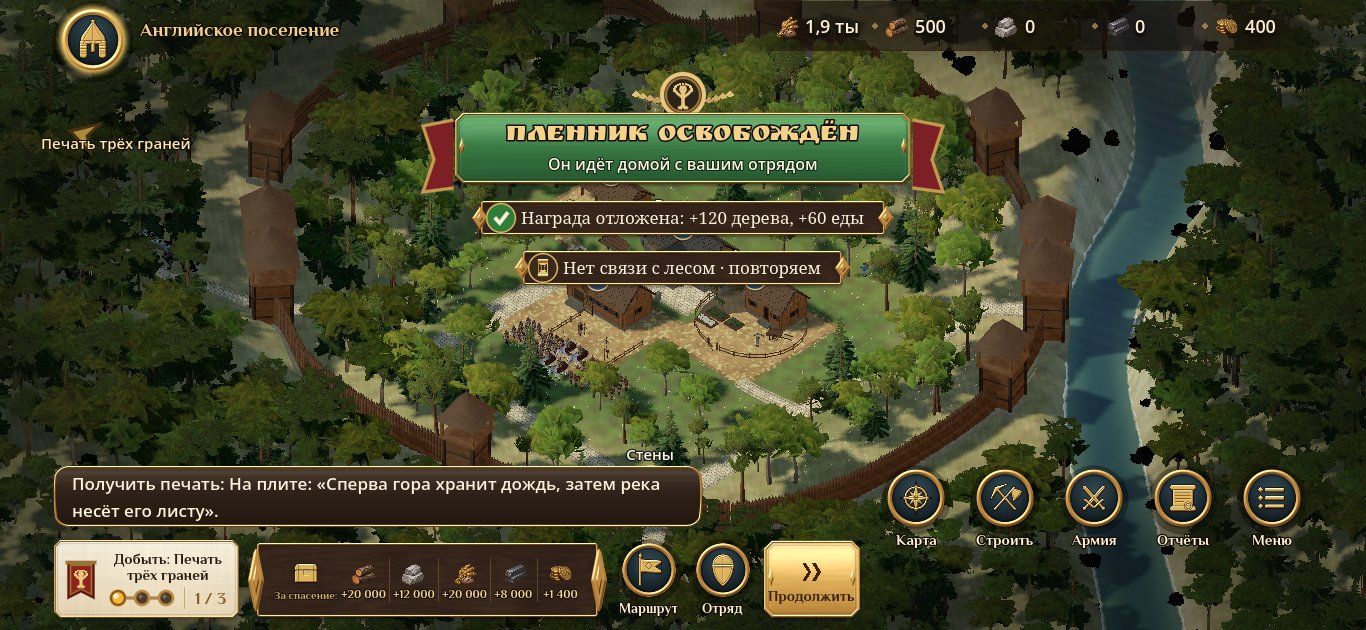 Английское поселение
1,9 ты
500
0
0
400
Печать трёх граней
ПЛЕННИК ОСВОБОЖДЁН
Он идёт домой с вашим отрядом
Награда отложена: +120 дерева, +60 еды
Нет связи с лесом · повторяем
Стены
Получить печать: На плите: «Сперва гора хранит дождь, затем река
несёт его листу».
Карта
Строить
Армия
Отчёты
Меню
Добыть: Печать
трёх граней
1 / 3
За спасение:
+20 000
+12 000
+20 000
+8 000
+1 400
Маршрут
Отряд
Продолжить